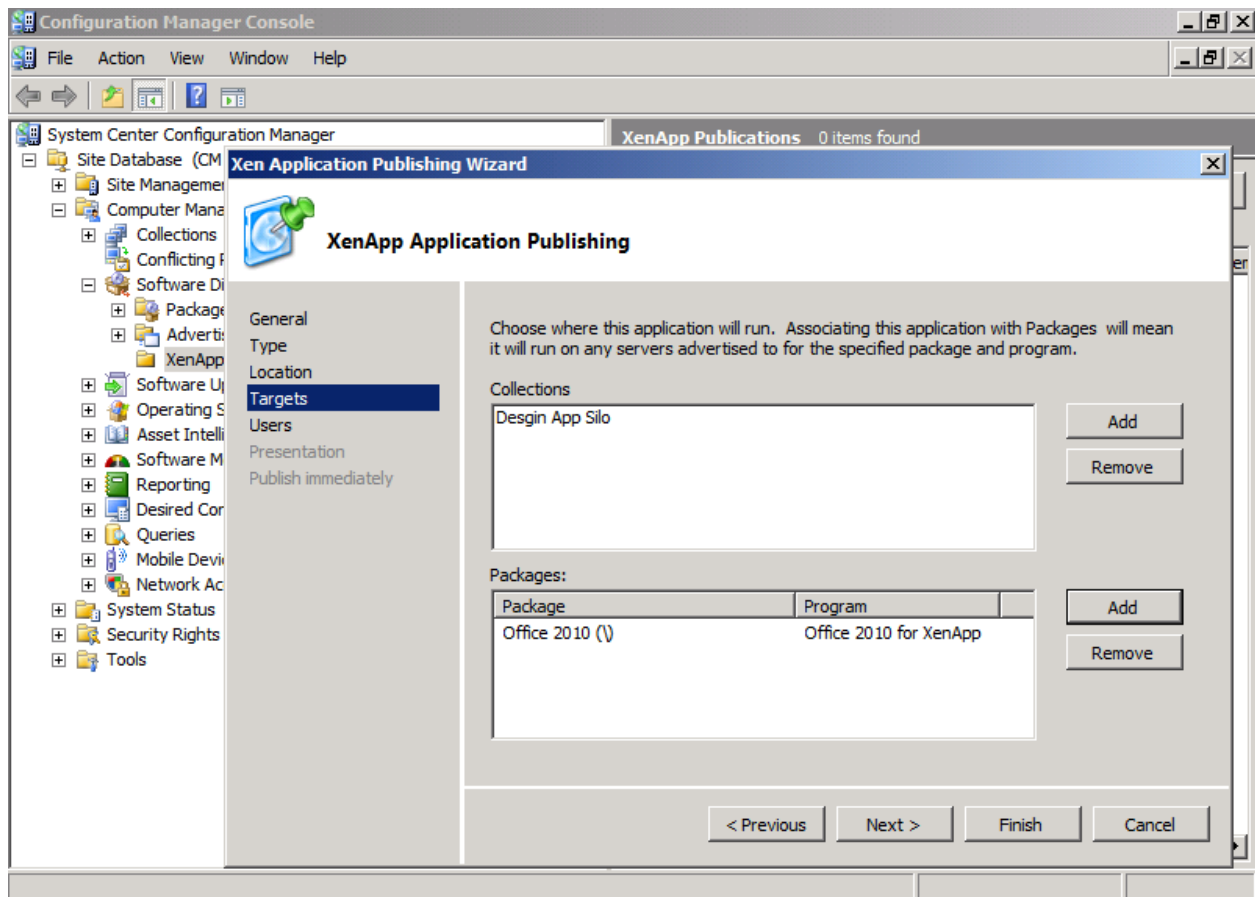 Configuration Manager Console
File Action View Window Help
System Center Configuration Manager
XenApp Publications 0 items found
Site Database (CM
Site Managemer
Computer Mana
Collections
Conflicting
Software Di
Package
Adverti
XenApp
Software U
Operating S
Asset Intelli
Software M
Reporting
Desired Cor
Queries
Mobile Devi
Network Ac
System Status
Security Rights
Tools
Xen Application Publishing Wizard
XenApp Application Publishing
General
Type
Location
Targets
Users
Presentation
Publish immediately
Choose where this application will run. Associating this application with Packages will mean
it will run on any servers advertised to for the specified package and program.
Collections
Desgin App Silo
Add
Remove
Packages:
Package Program
Office 2010 (\) Office 2010 for XenApp
Add
Remove
< Previous Next > Finish Cancel
er